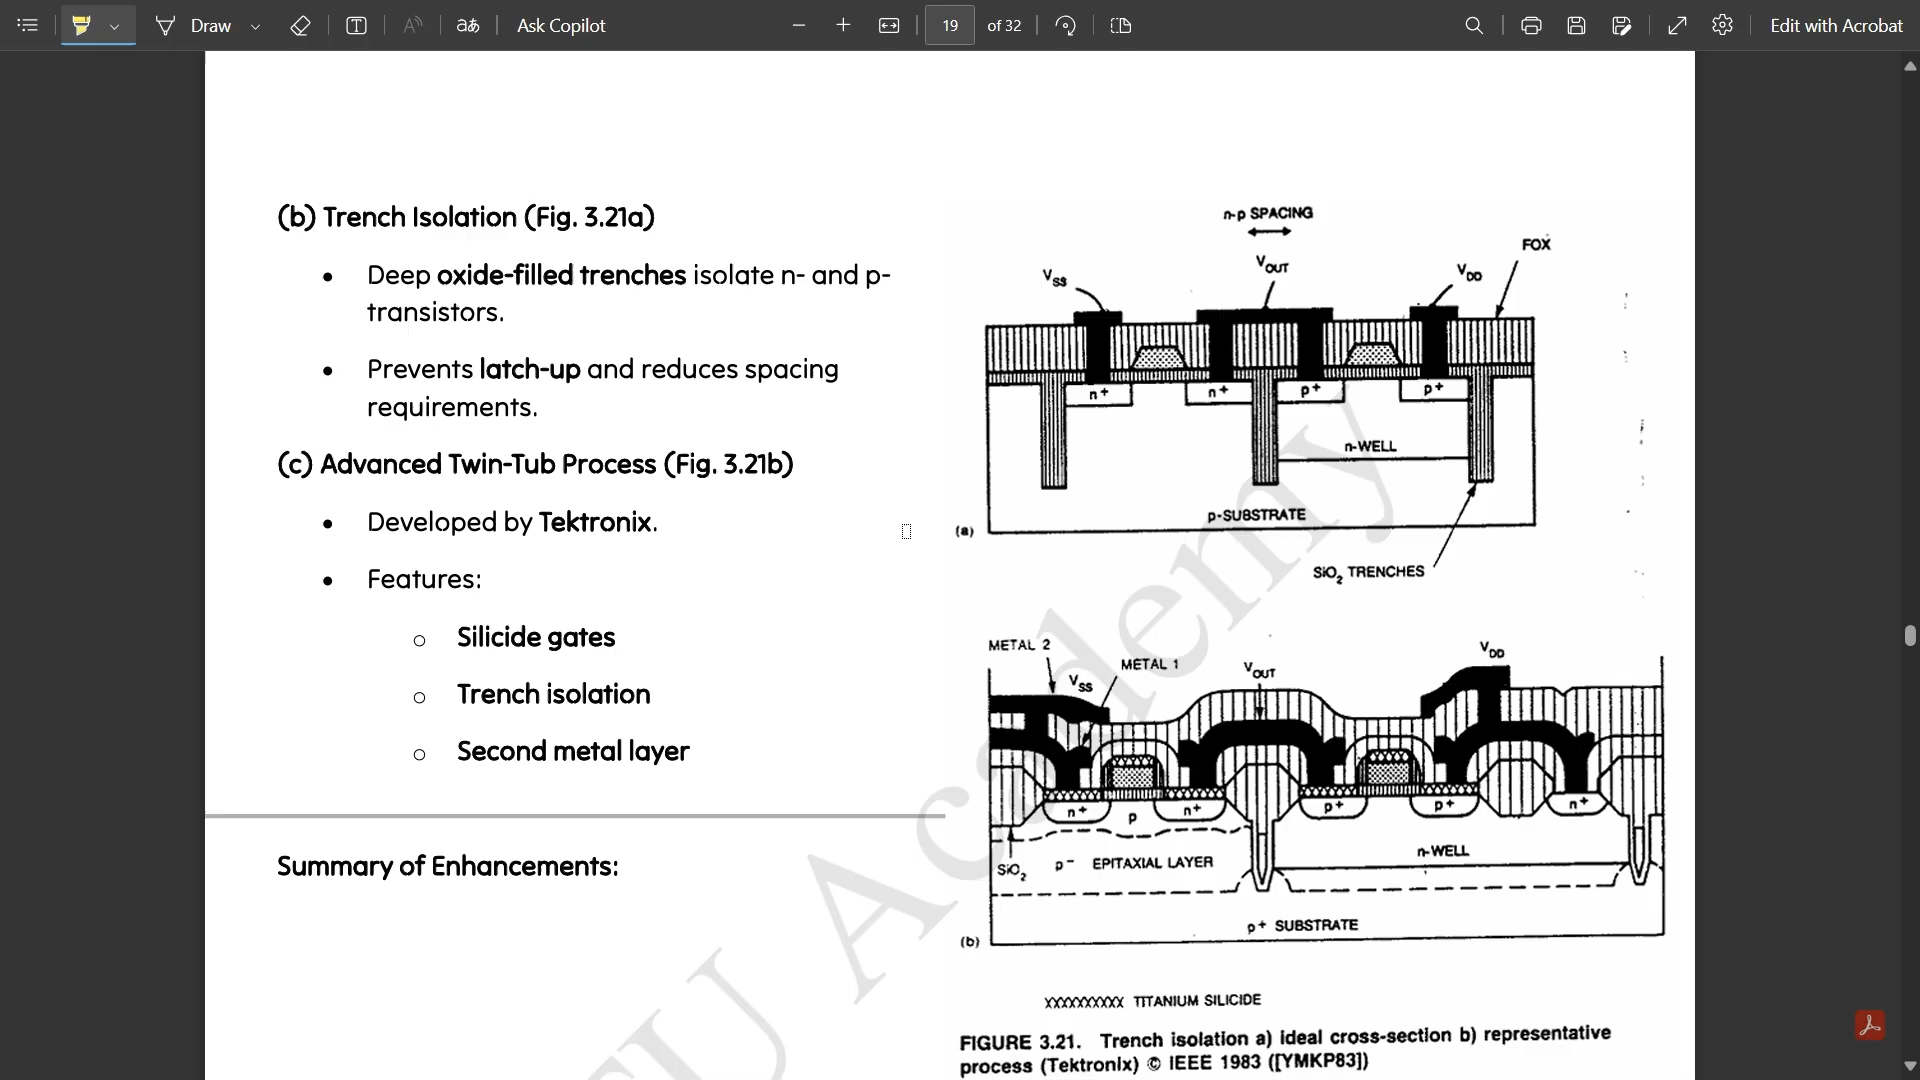 Draw
aあ
Ask Copilot
19 of 32
Edit with Acrobat
(b) Trench Isolation (Fig. 3.21a)
• Deep oxide-filled trenches isolate n- and p-
transistors.
• Prevents latch-up and reduces spacing
requirements.
(c) Advanced Twin-Tub Process (Fig. 3.21b)
• Developed by Tektronix.
• Features:
○ Silicide gates
○ Trench isolation
○ Second metal layer
Summary of Enhancements:
n-p SPACING
FOX
VSS
VOUT
VDD
n+
n+
p+
p+
n-WELL
p-SUBSTRATE
(a)
SiO2 TRENCHES
METAL 2
METAL 1
VSS
VOUT
VDD
n+
p
n+
p+
p+
n+
SiO2
p- EPITAXIAL LAYER
n-WELL
p+ SUBSTRATE
(b)
XXXXXXXXXX TITANIUM SILICIDE
FIGURE 3.21. Trench isolation a) ideal cross-section b) representative
process (Tektronix) © IEEE 1983 ([YMKP83])
TU Academy